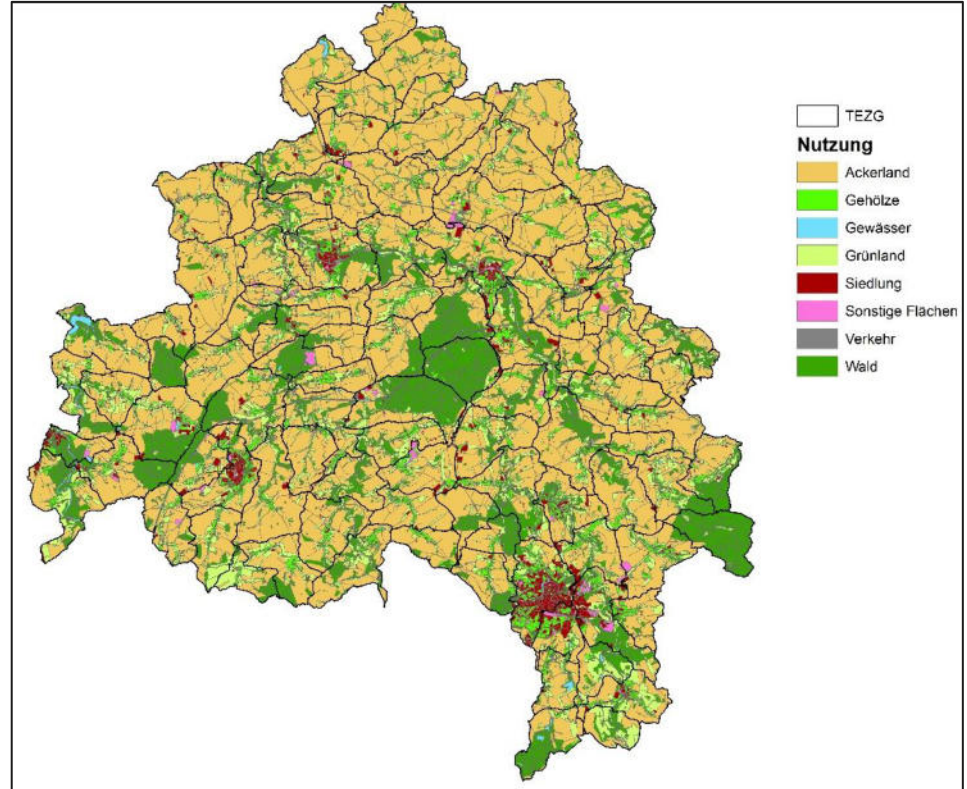 TEZG
Nutzung
Ackerland
Gehölze
Gewässer
Grünland
Siedlung
Sonstige Flächen
Verkehr
Wald